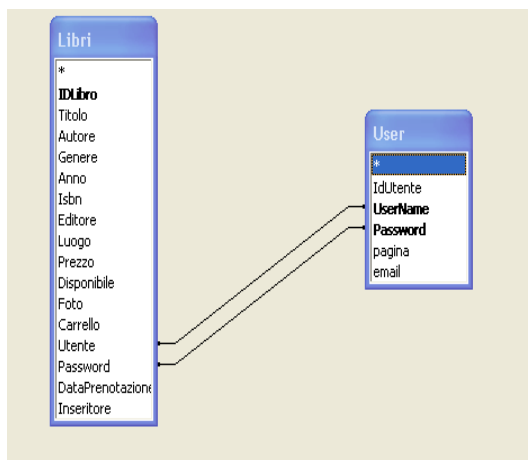 Libri
*
IDLibro
Titolo
Autore
Genere
Anno
Isbn
Editore
Luogo
Prezzo
Disponibile
Foto
Carrello
Utente
Password
DataPrenotazione
Inseritore
User
*
IdUtente
UserName
Password
pagina
email